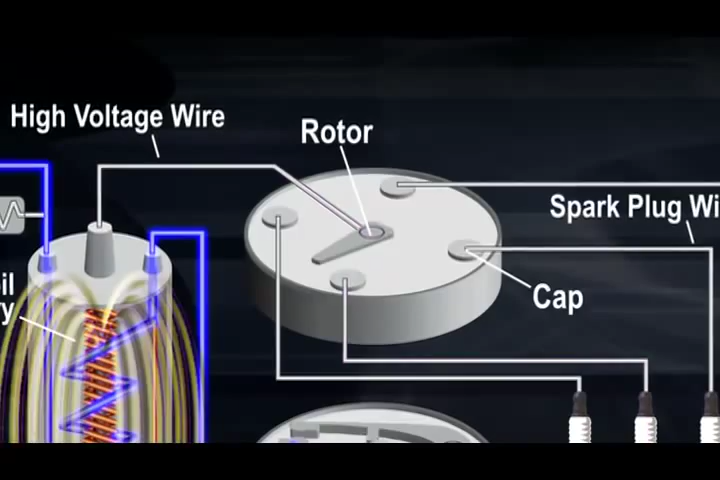 High Voltage Wire
Rotor
Spark Plug Wi
Cap
il
y